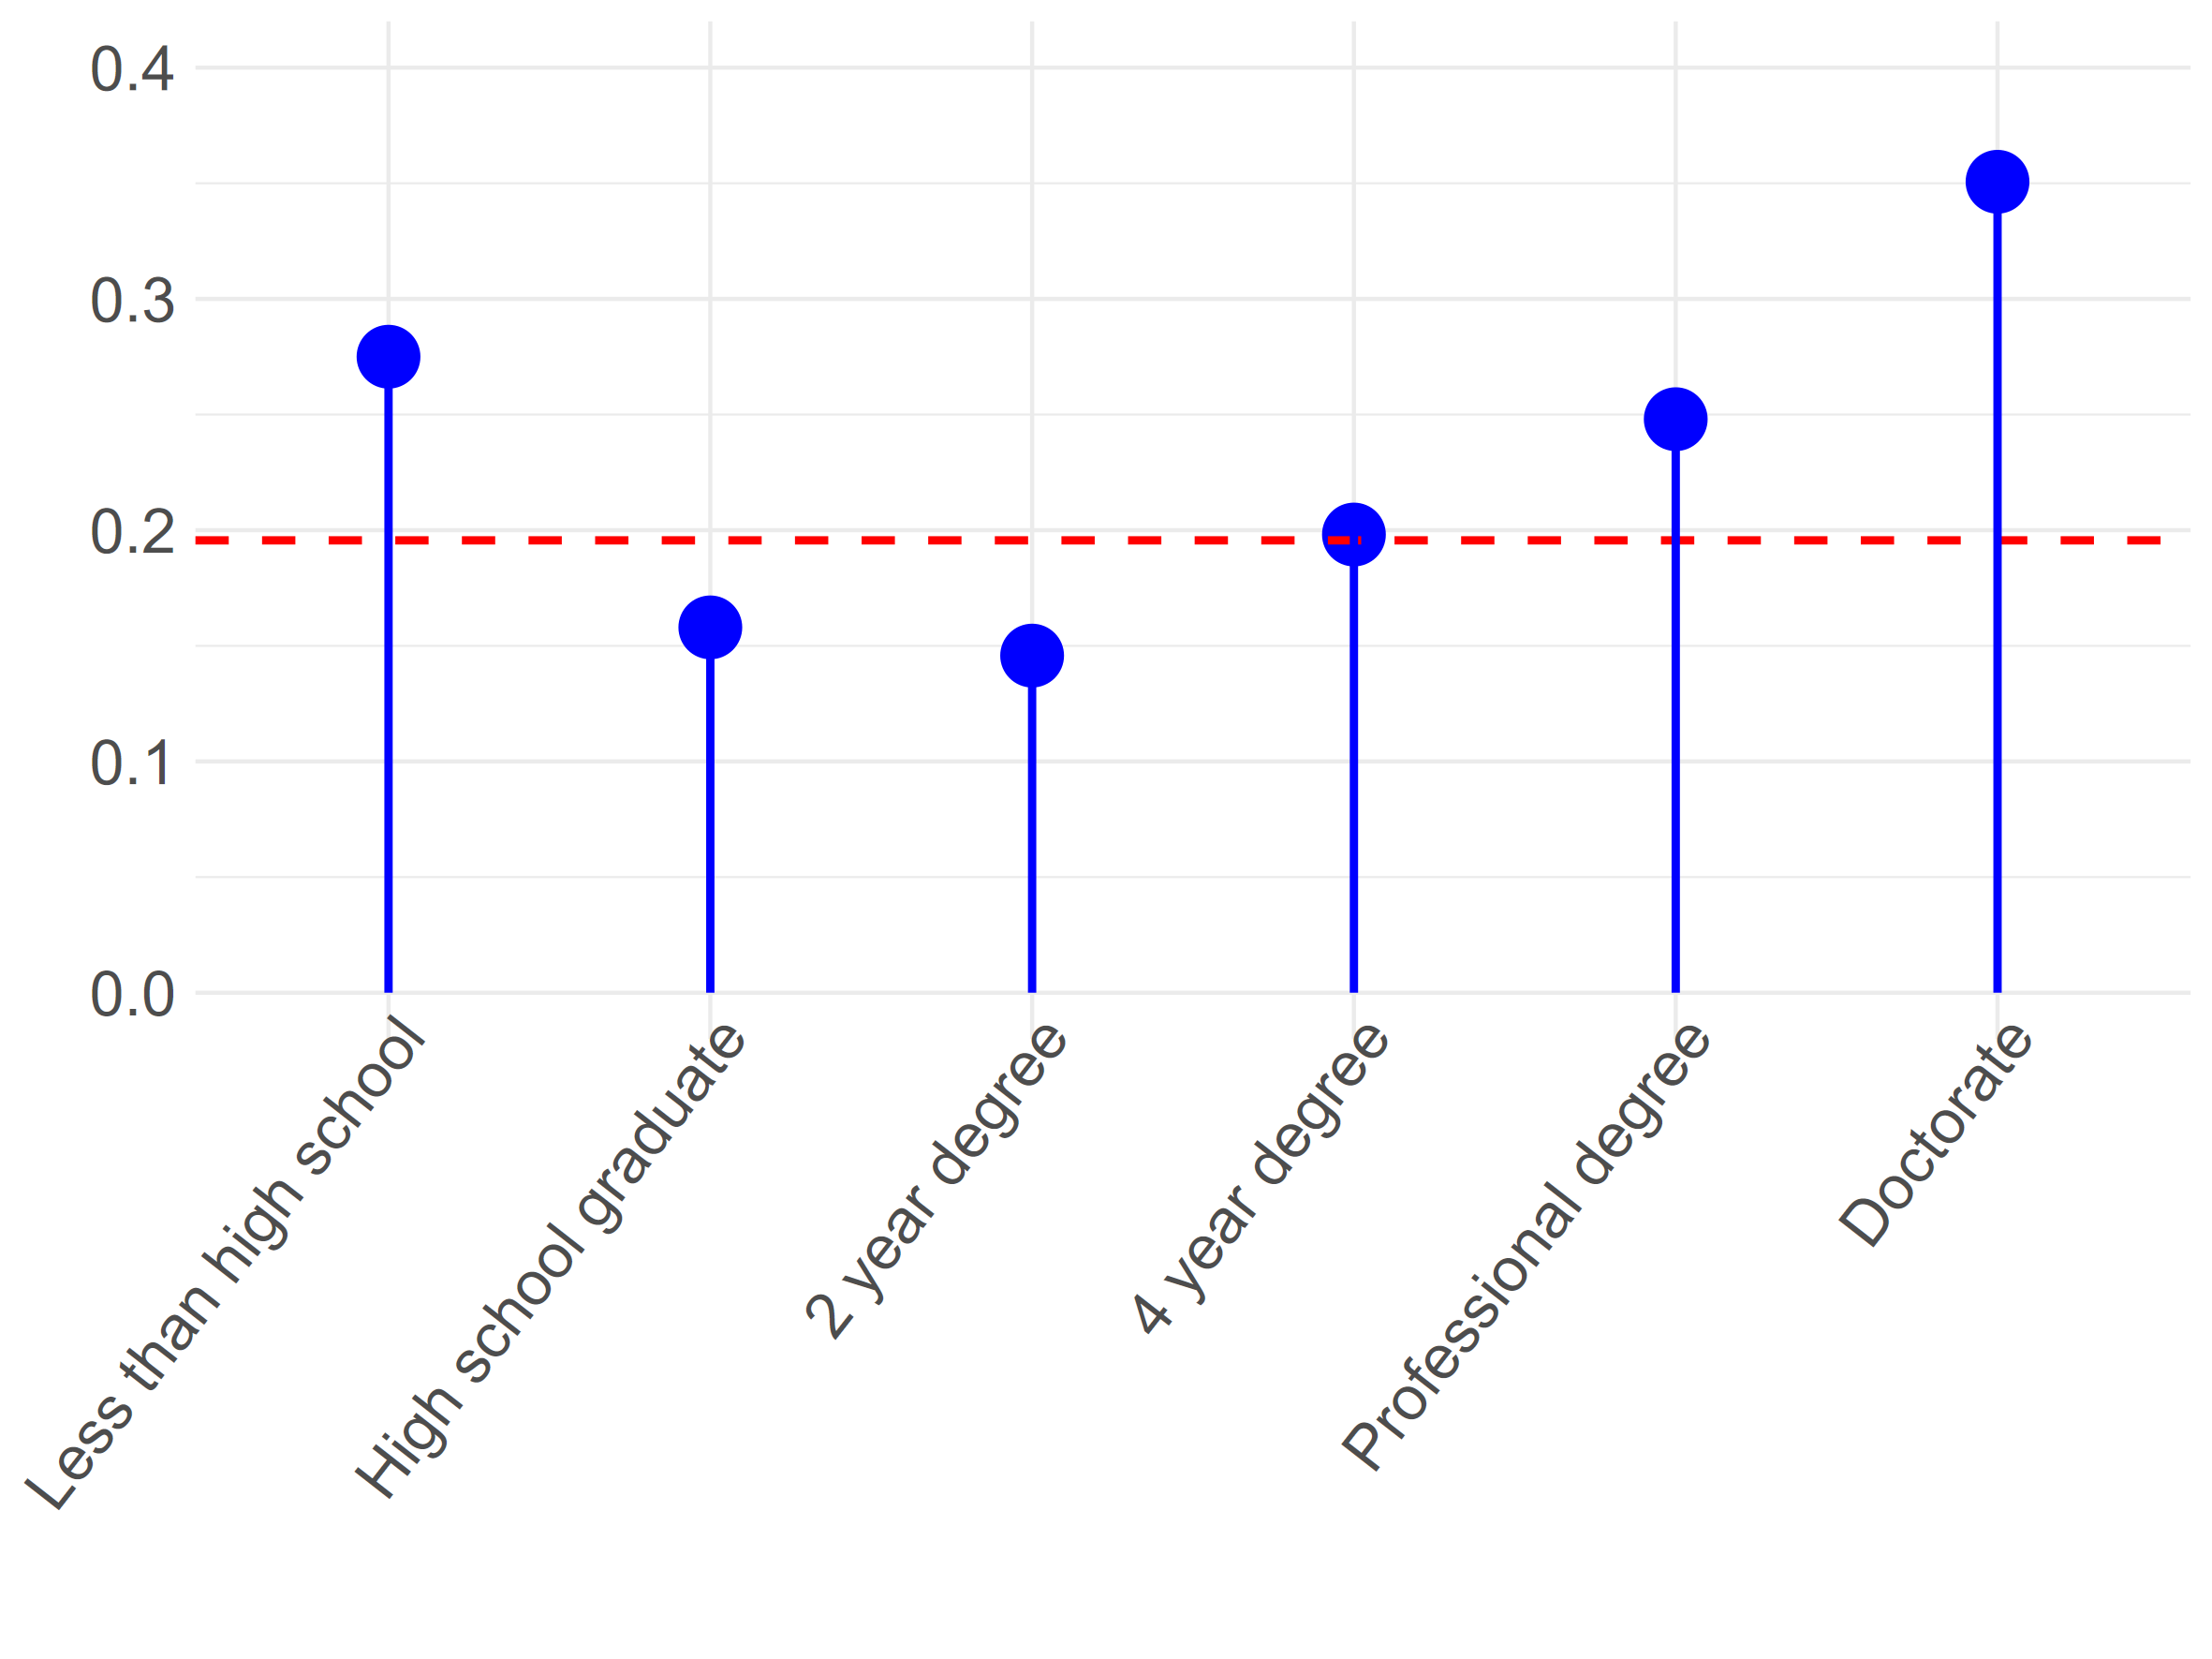 0.4
0.3
0.2
0.1
0.0
Less than high school
High school graduate
2 year degree
4 year degree
Professional degree
Doctorate